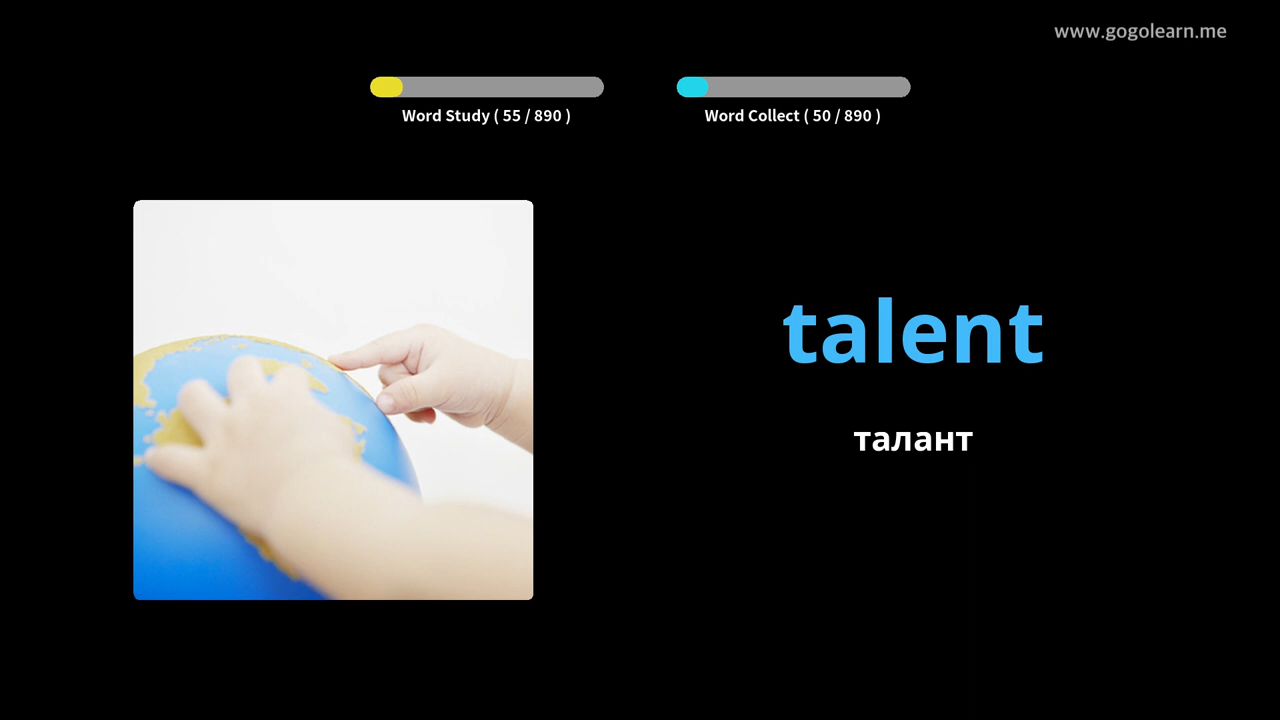 www.gogolearn.me
Word Study ( 55 / 890 )
Word Collect ( 50 / 890 )
talent
талант